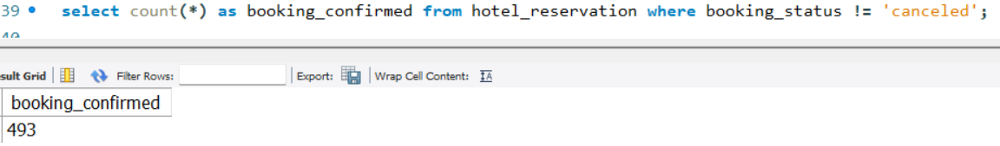 39 select count(*) as booking_confirmed from hotel_reservation where booking_status != 'canceled';
40
sult Grid Filter Rows: Export: Wrap Cell Content: IA
booking_confirmed
493